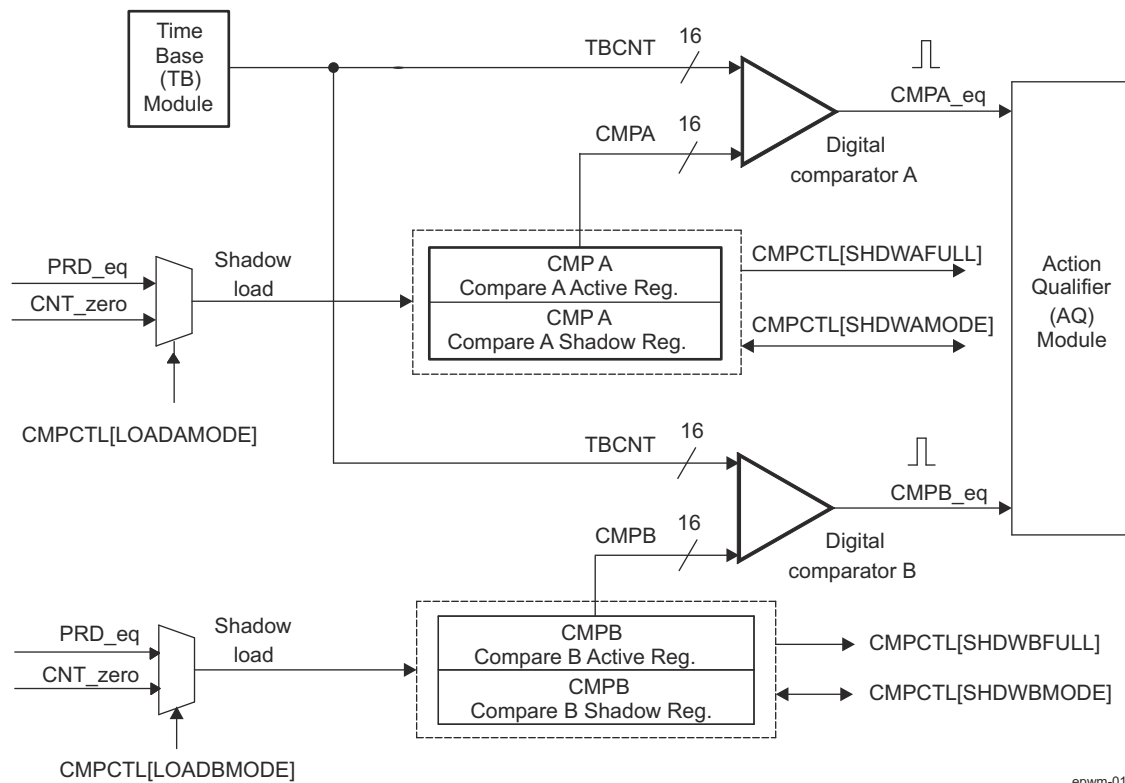 Time
Base
(TB)
Module
TBCNT
16
CMPA
16
CMPA_eq
Digital
comparator A
Action
Qualifier
(AQ)
Module
PRD_eq
CNT_zero
Shadow
load
CMPCTL[LOADAMODE]
CMP A
Compare A Active Reg.
CMP A
Compare A Shadow Reg.
CMPCTL[SHDWAFULL]
CMPCTL[SHDWAMODE]
TBCNT
16
CMPB
16
CMPB_eq
Digital
comparator B
PRD_eq
CNT_zero
Shadow
load
CMPCTL[LOADBMODE]
CMPB
Compare B Active Reg.
CMPB
Compare B Shadow Reg.
CMPCTL[SHDWBFULL]
CMPCTL[SHDWBMODE]